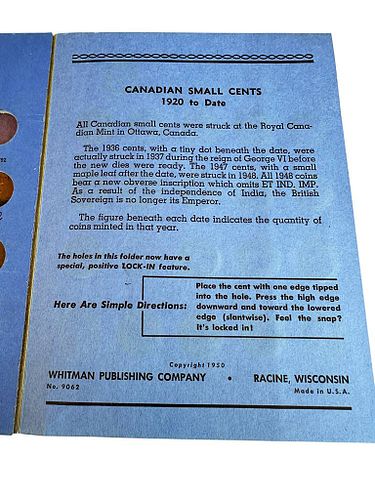 CANADIAN SMALL CENTS
1920 to Date
All Canadian small cents were struck at the Royal Cana-
dian Mint in Ottawa, Canada.
The 1936 cents, with a tiny dot beneath the date, were
actually struck in 1937 during the reign of George VI before
the new dies were ready. The 1947 cents, with a small
maple leaf after the date, were struck in 1948. All 1948 coins
bear a new obverse inscription which omits ET IND. IMP.
As a result of the independence of India, the British
Sovereign is no longer its Emperor.
The figure beneath each date indicates the quantity of
coins minted in that year.
The holes in this folder now have a
special, positive LOCK-IN feature.
Here Are Simple Directions:
Place the cent with one edge tipped
into the hole. Press the high edge
downward and toward the lowered
edge (slantwise). Feel the snap?
It's locked in!
Copyright 1950
WHITMAN PUBLISHING COMPANY • RACINE, WISCONSIN
No. 9062 Made in U.S.A.